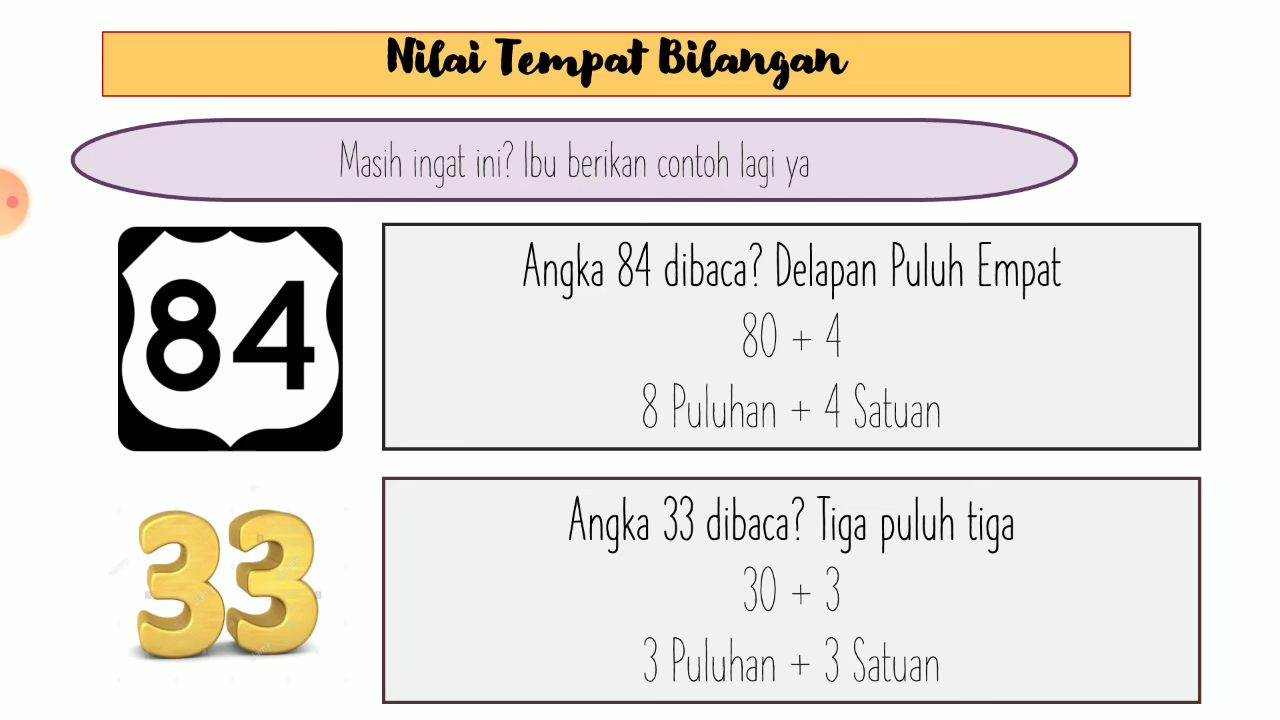 Nilai Tempat Bilangan
Masih ingat ini? Ibu berikan contoh lagi ya
84
Angka 84 dibaca? Delapan Puluh Empat
80 + 4
8 Puluhan + 4 Satuan
33
Angka 33 dibaca? Tiga puluh tiga
30 + 3
3 Puluhan + 3 Satuan